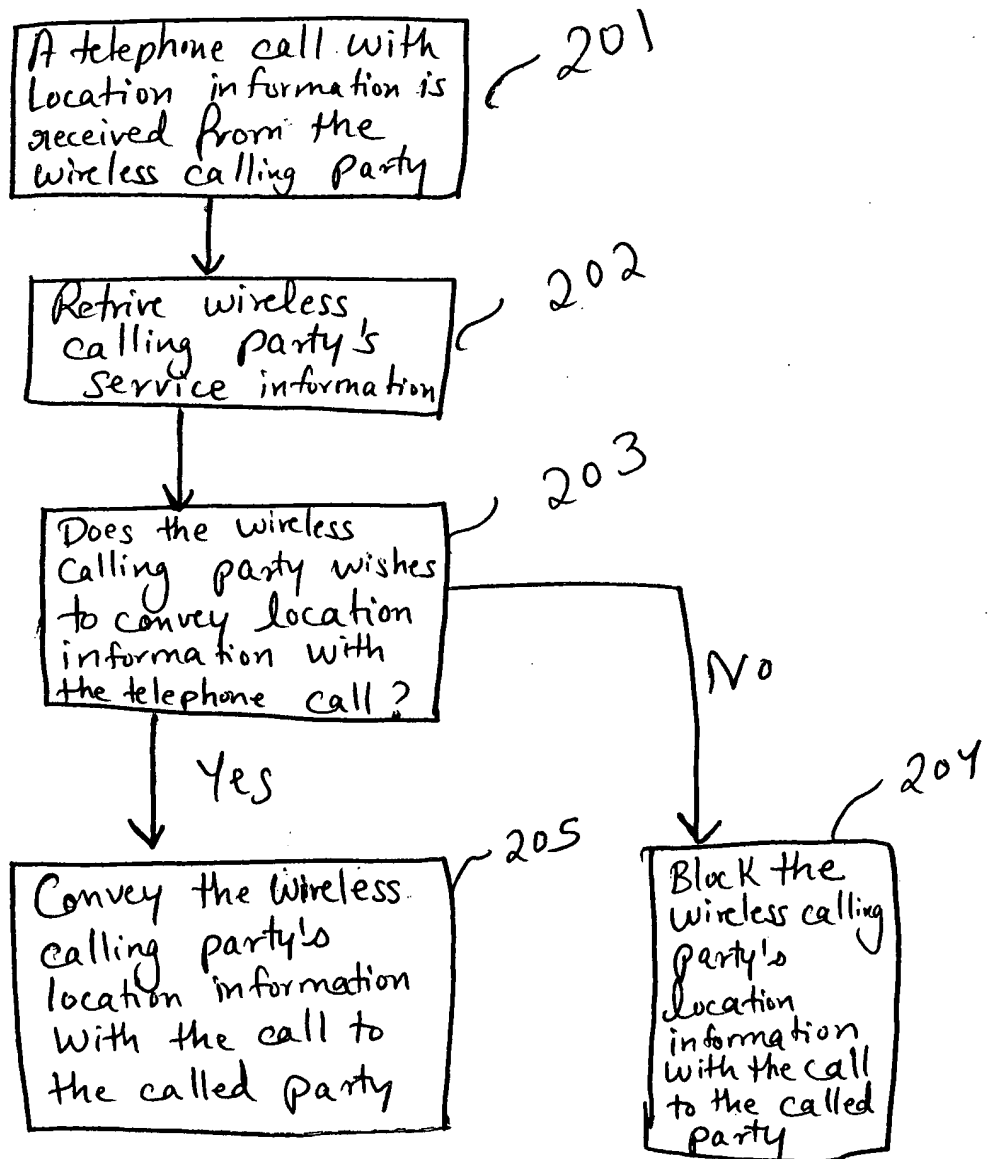 A telephone call with
Location information is
received from the
wireless calling party
201
Retrive wireless
calling party's
service information
202
Does the wireless
calling party wishes
to convey location
information with
the telephone call?
203
No
Yes
204
205
Convey the wireless
calling party's
location information
with the call to
the called party
Block the
wireless calling
party's
location
information
with the call
to the called
party